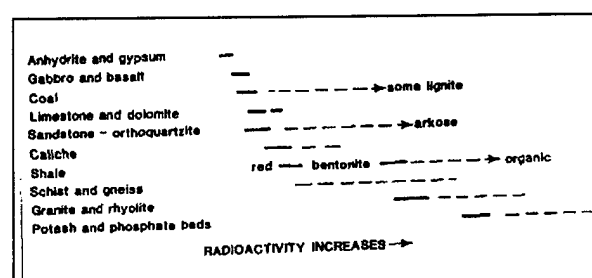 Anhydrite and gypsum
Gabbro and basalt
Coal some lignite
Limestone and dolomite
Sandstone - orthoquartzite arkose
Caliche
Shale red bentonite organic
Schist and gneiss
Granite and rhyolite
Potash and phosphate beds
RADIOACTIVITY INCREASES